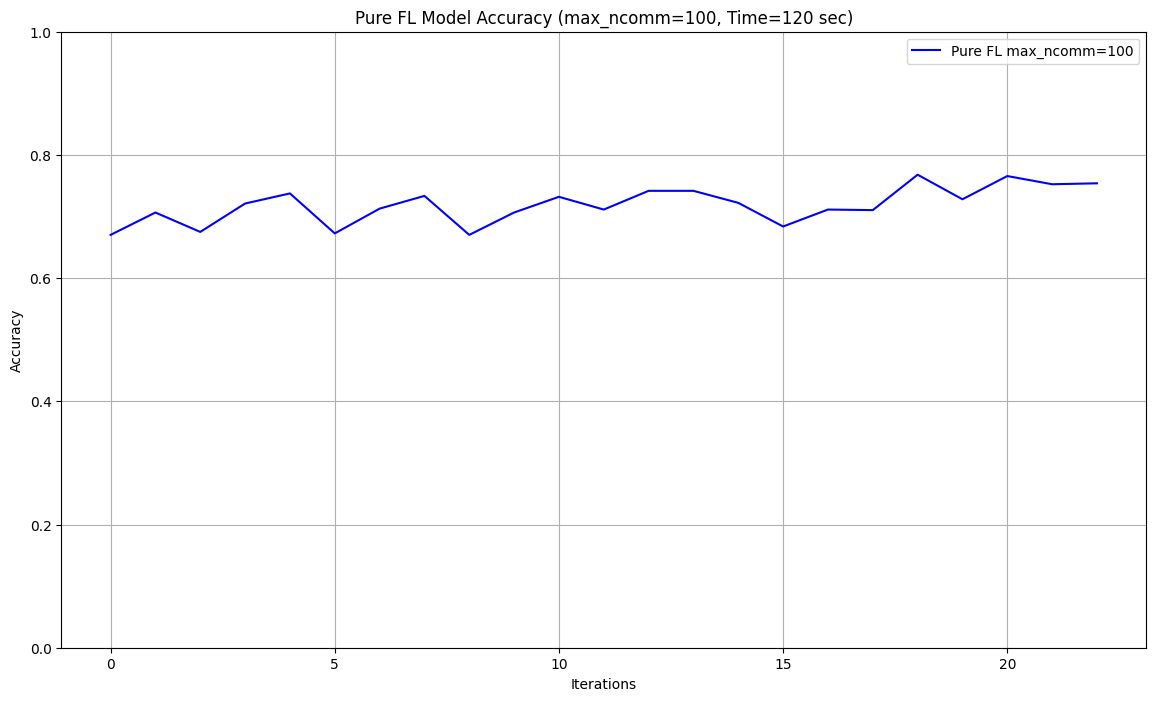 Pure FL Model Accuracy (max_ncomm=100, Time=120 sec)
Pure FL max_ncomm=100
1.0
0.8
0.6
0.4
0.2
0.0
Accuracy
0 5 10 15 20
Iterations